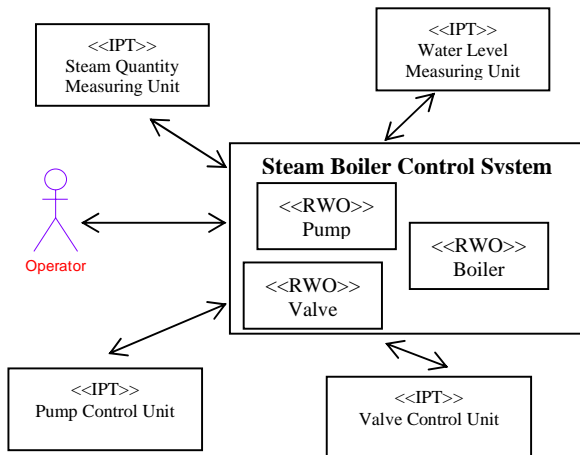 <<IPT>>
Steam Quantity
Measuring Unit
<<IPT>>
Water Level
Measuring Unit
Steam Boiler Control System
<<RWO>>
Pump
<<RWO>>
Boiler
<<RWO>>
Valve
Operator
<<IPT>>
Pump Control Unit
<<IPT>>
Valve Control Unit